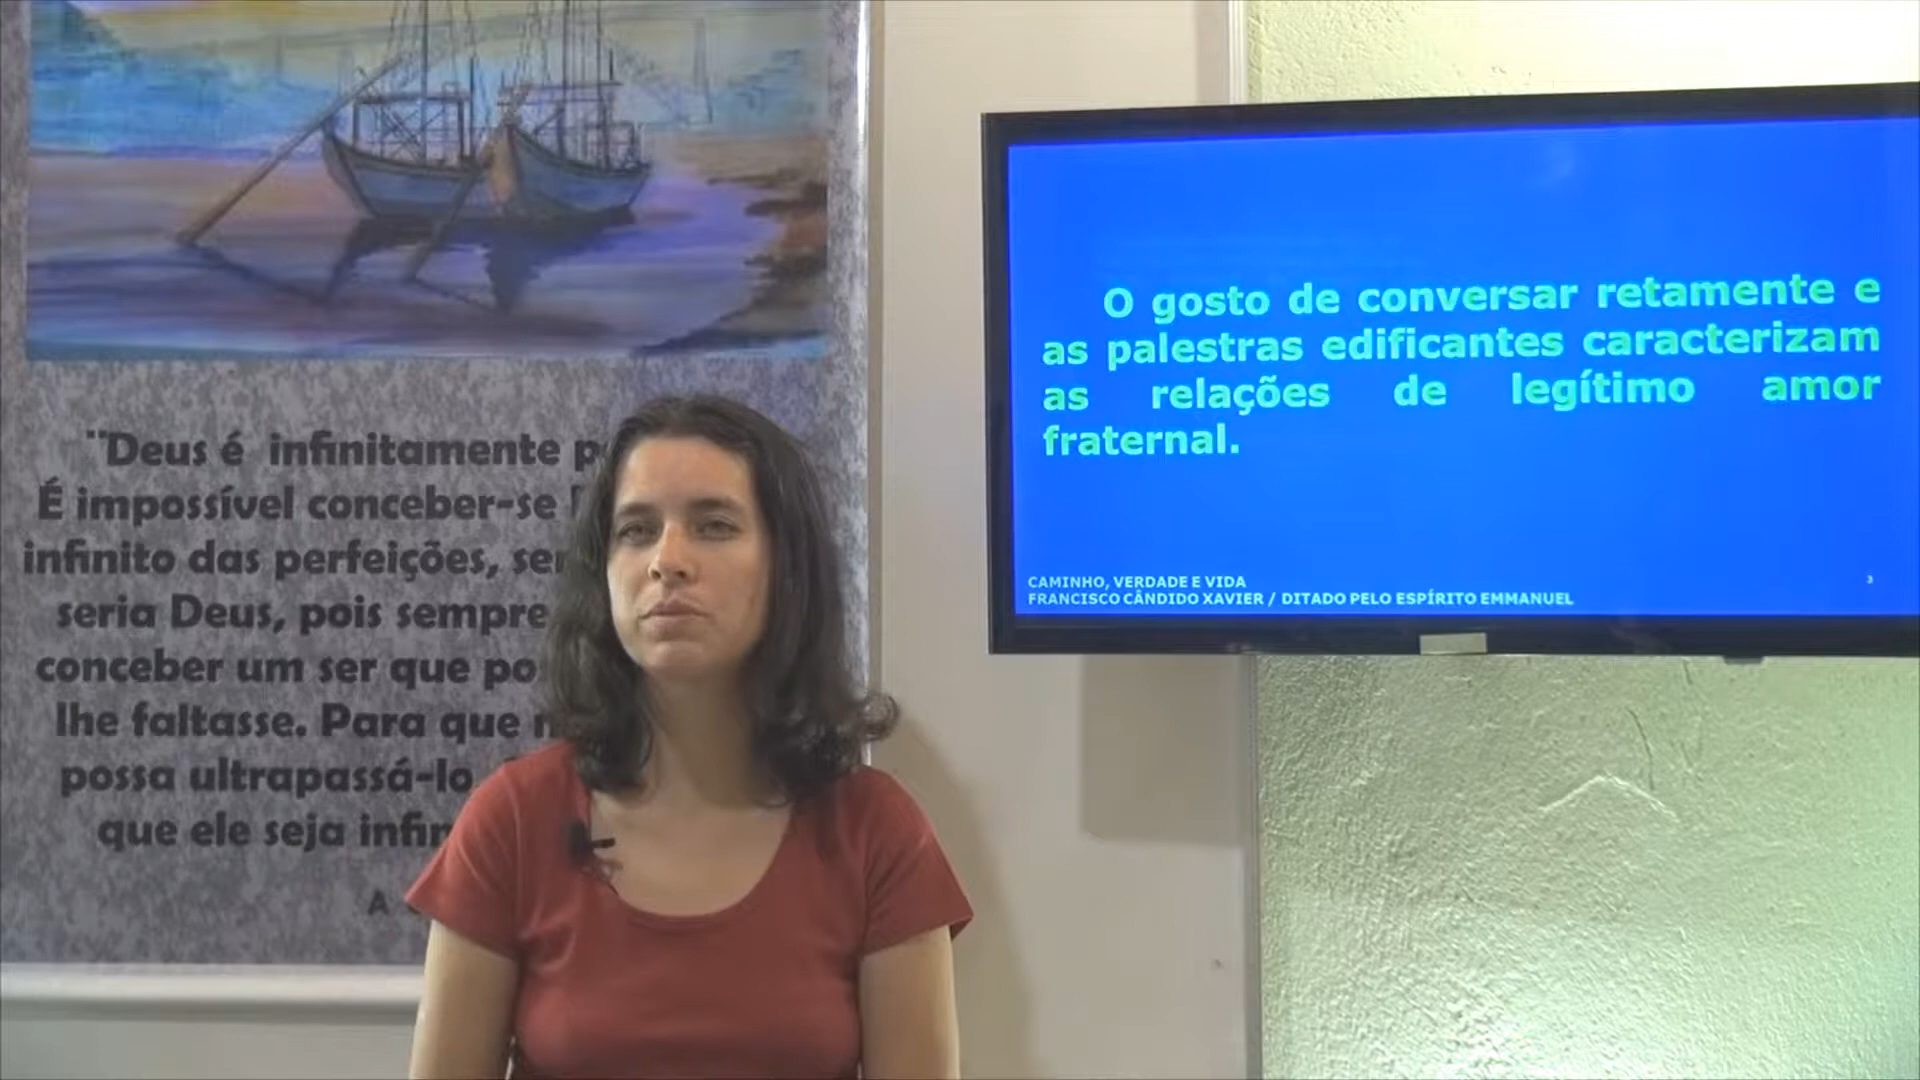 ¨Deus é infinitamente
É impossível conceber-se
infinito das perfeições,
seria Deus, pois sempre
conceber um ser que
lhe faltasse. Para que
possa ultrapassá-lo
que ele seja
A
O gosto de conversar retamente e
as palestras edificantes caracterizam
as relações de legítimo amor
fraternal.
CAMINHO, VERDADE E VIDA
FRANCISCO CÂNDIDO XAVIER / DITADO PELO ESPÍRITO EMMANUEL
3